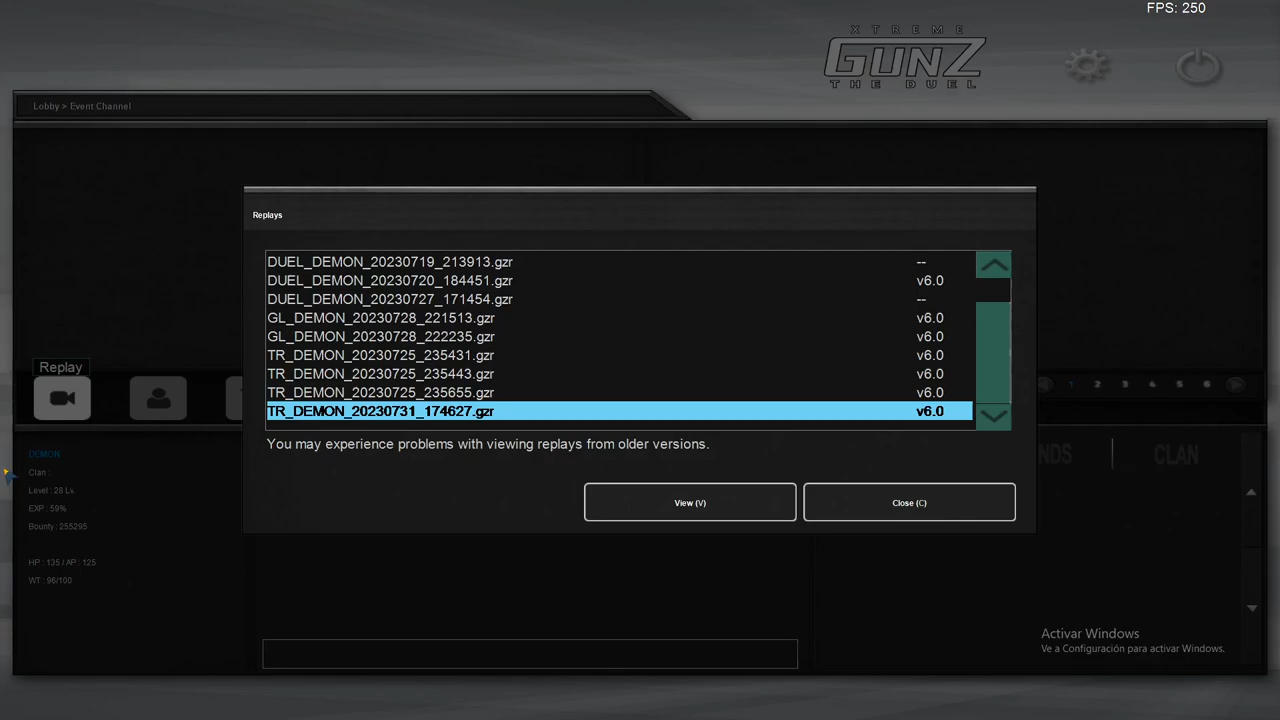 FPS: 250
XTREME
GUNZ
THE DUEL
Lobby > Event Channel
Replays
DUEL_DEMON_20230719_213913.gzr --
DUEL_DEMON_20230720_184451.gzr v6.0
DUEL_DEMON_20230727_171454.gzr --
GL_DEMON_20230728_221513.gzr v6.0
GL_DEMON_20230728_222235.gzr v6.0
TR_DEMON_20230725_235431.gzr v6.0
TR_DEMON_20230725_235443.gzr v6.0
TR_DEMON_20230725_235655.gzr v6.0
TR_DEMON_20230731_174627.gzr v6.0
You may experience problems with viewing replays from older versions.
View (V)
Close (C)
Replay
1 2 3 4 5 6
DEMON
Clan :
Level : 28 Lv.
EXP : 59%
Bounty : 255295
HP : 135 / AP : 125
WT : 96/100
NDS
CLAN
Activar Windows
Ve a Configuración para activar Windows.